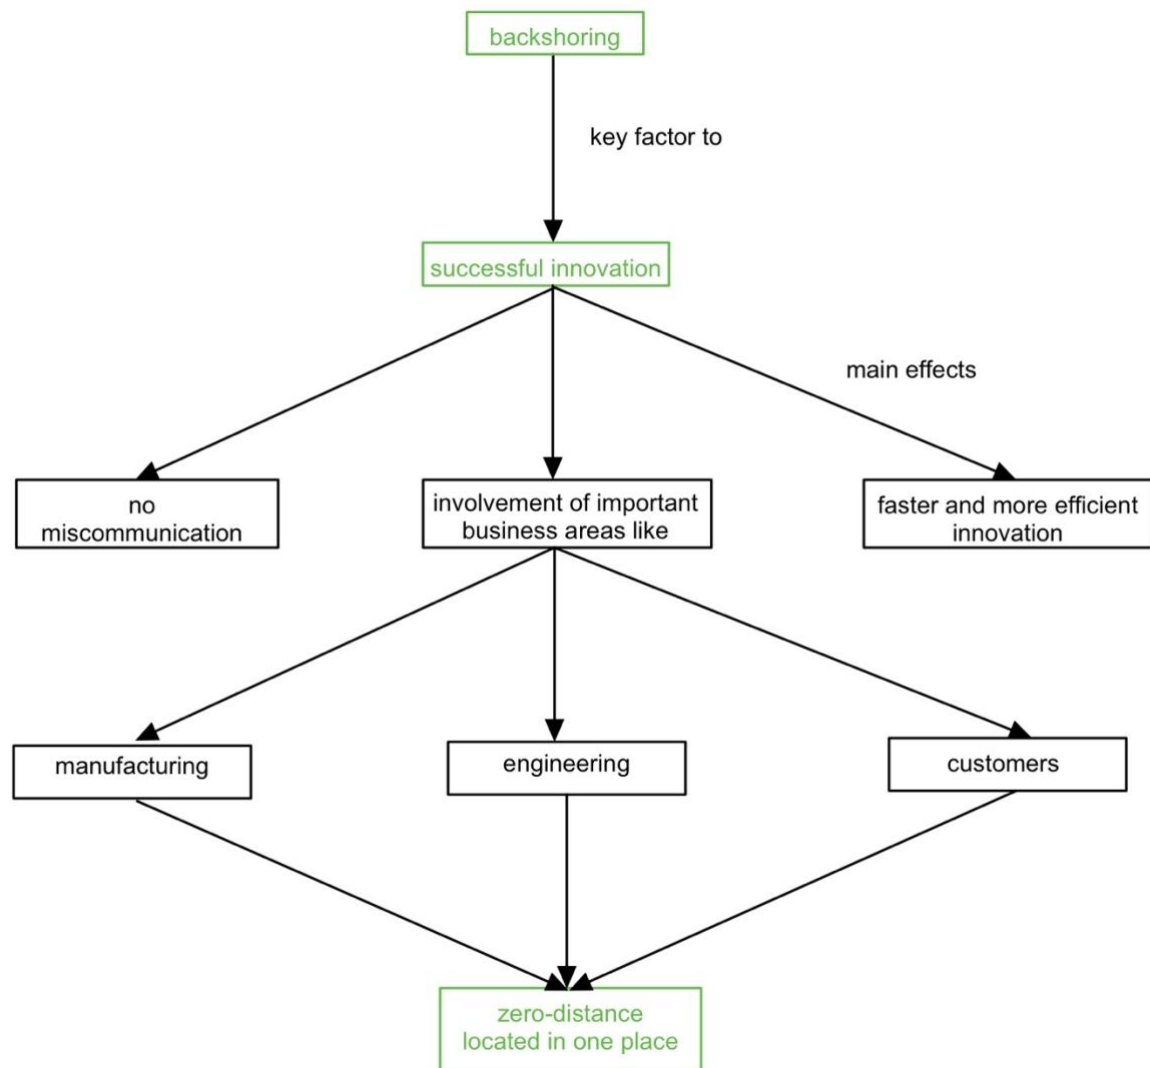 backshoring
key factor to
successful innovation
main effects
no
miscommunication
involvement of important
business areas like
faster and more efficient
innovation
manufacturing
engineering
customers
zero-distance
located in one place